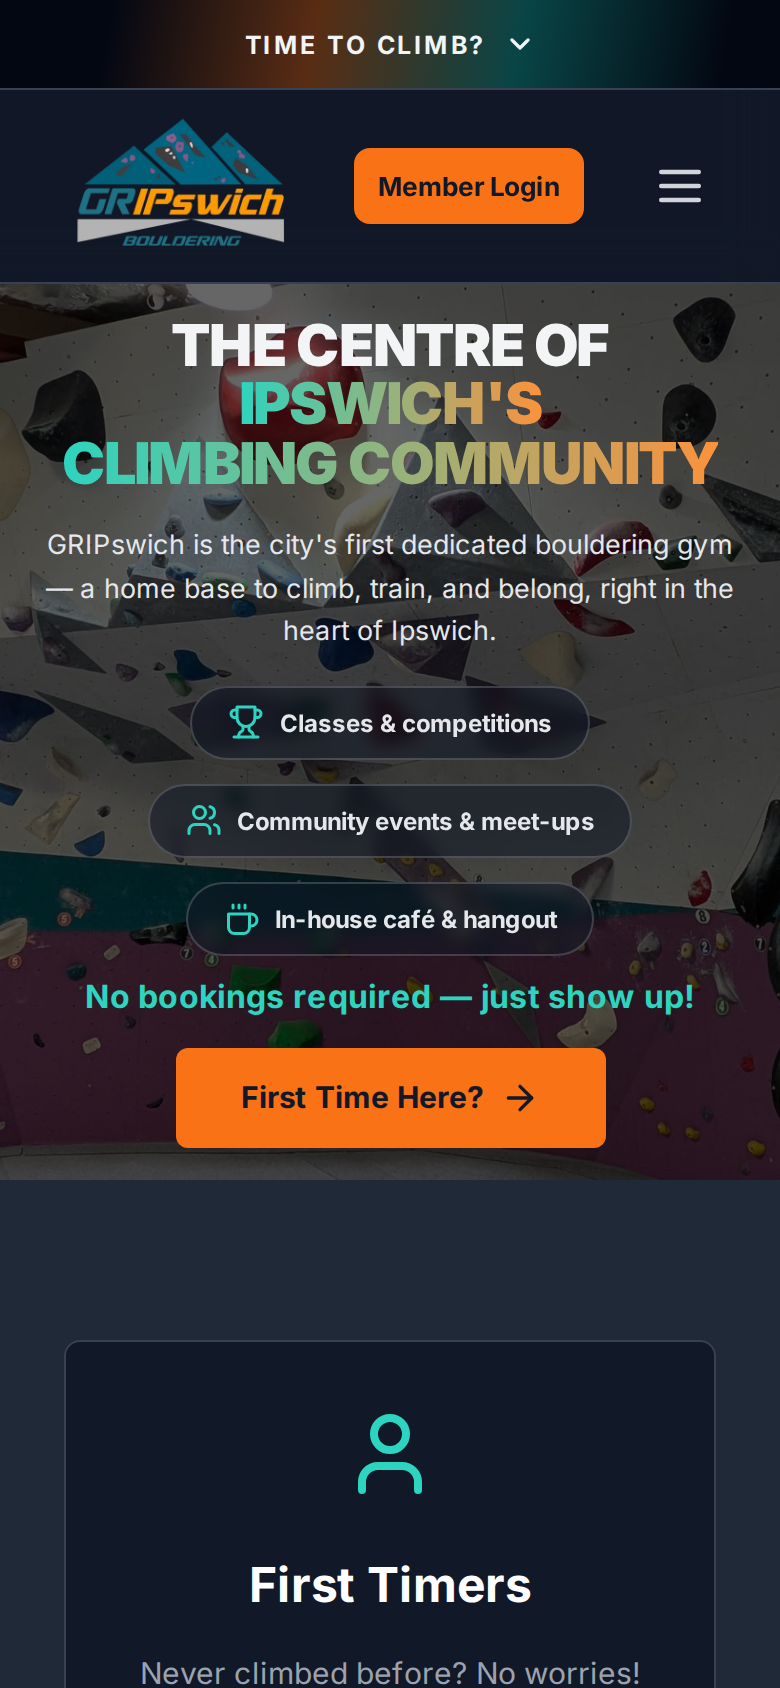 TIME TO CLIMB?
GRIPswich
BOULDERING
Member Login
THE CENTRE OF
IPSWICH'S
CLIMBING COMMUNITY
GRIPswich is the city's first dedicated bouldering gym
— a home base to climb, train, and belong, right in the
heart of Ipswich.
Classes & competitions
Community events & meet-ups
In-house café & hangout
No bookings required — just show up!
First Time Here?
First Timers
Never climbed before? No worries!